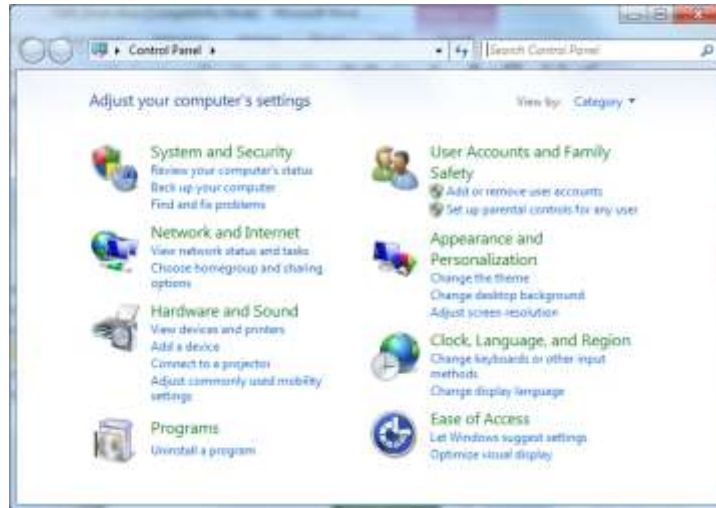 Control Panel
Search Control Panel
Adjust your computer's settings
View by: Category
System and Security
Review your computer's status
Back up your computer
Find and fix problems
Network and Internet
View network status and tasks
Choose homegroup and sharing
options
Hardware and Sound
View devices and printers
Add a device
Connect to a projector
Adjust commonly used mobility
settings
Programs
Uninstall a program
User Accounts and Family
Safety
Add or remove user accounts
Set up parental controls for any user
Appearance and
Personalization
Change the theme
Change desktop background
Adjust screen resolution
Clock, Language, and Region
Change keyboards or other input
methods
Change display language
Ease of Access
Let Windows suggest settings
Optimize visual display